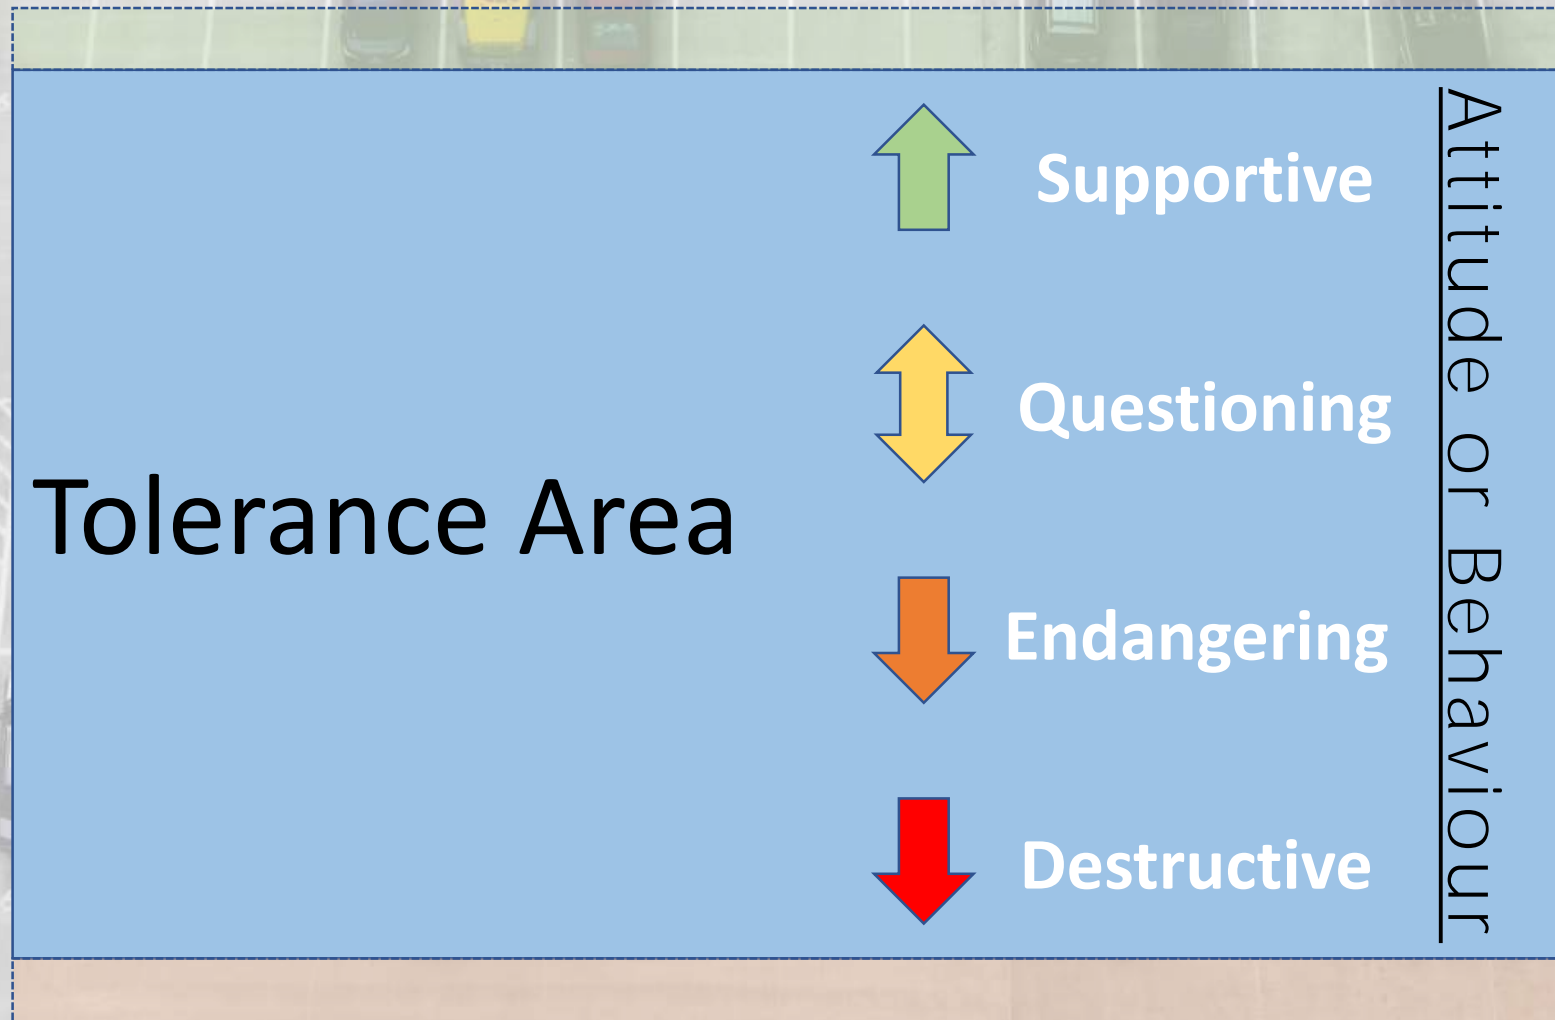 Supportive
Questioning
Tolerance Area
Endangering
Destructive
Attitude or Behaviour